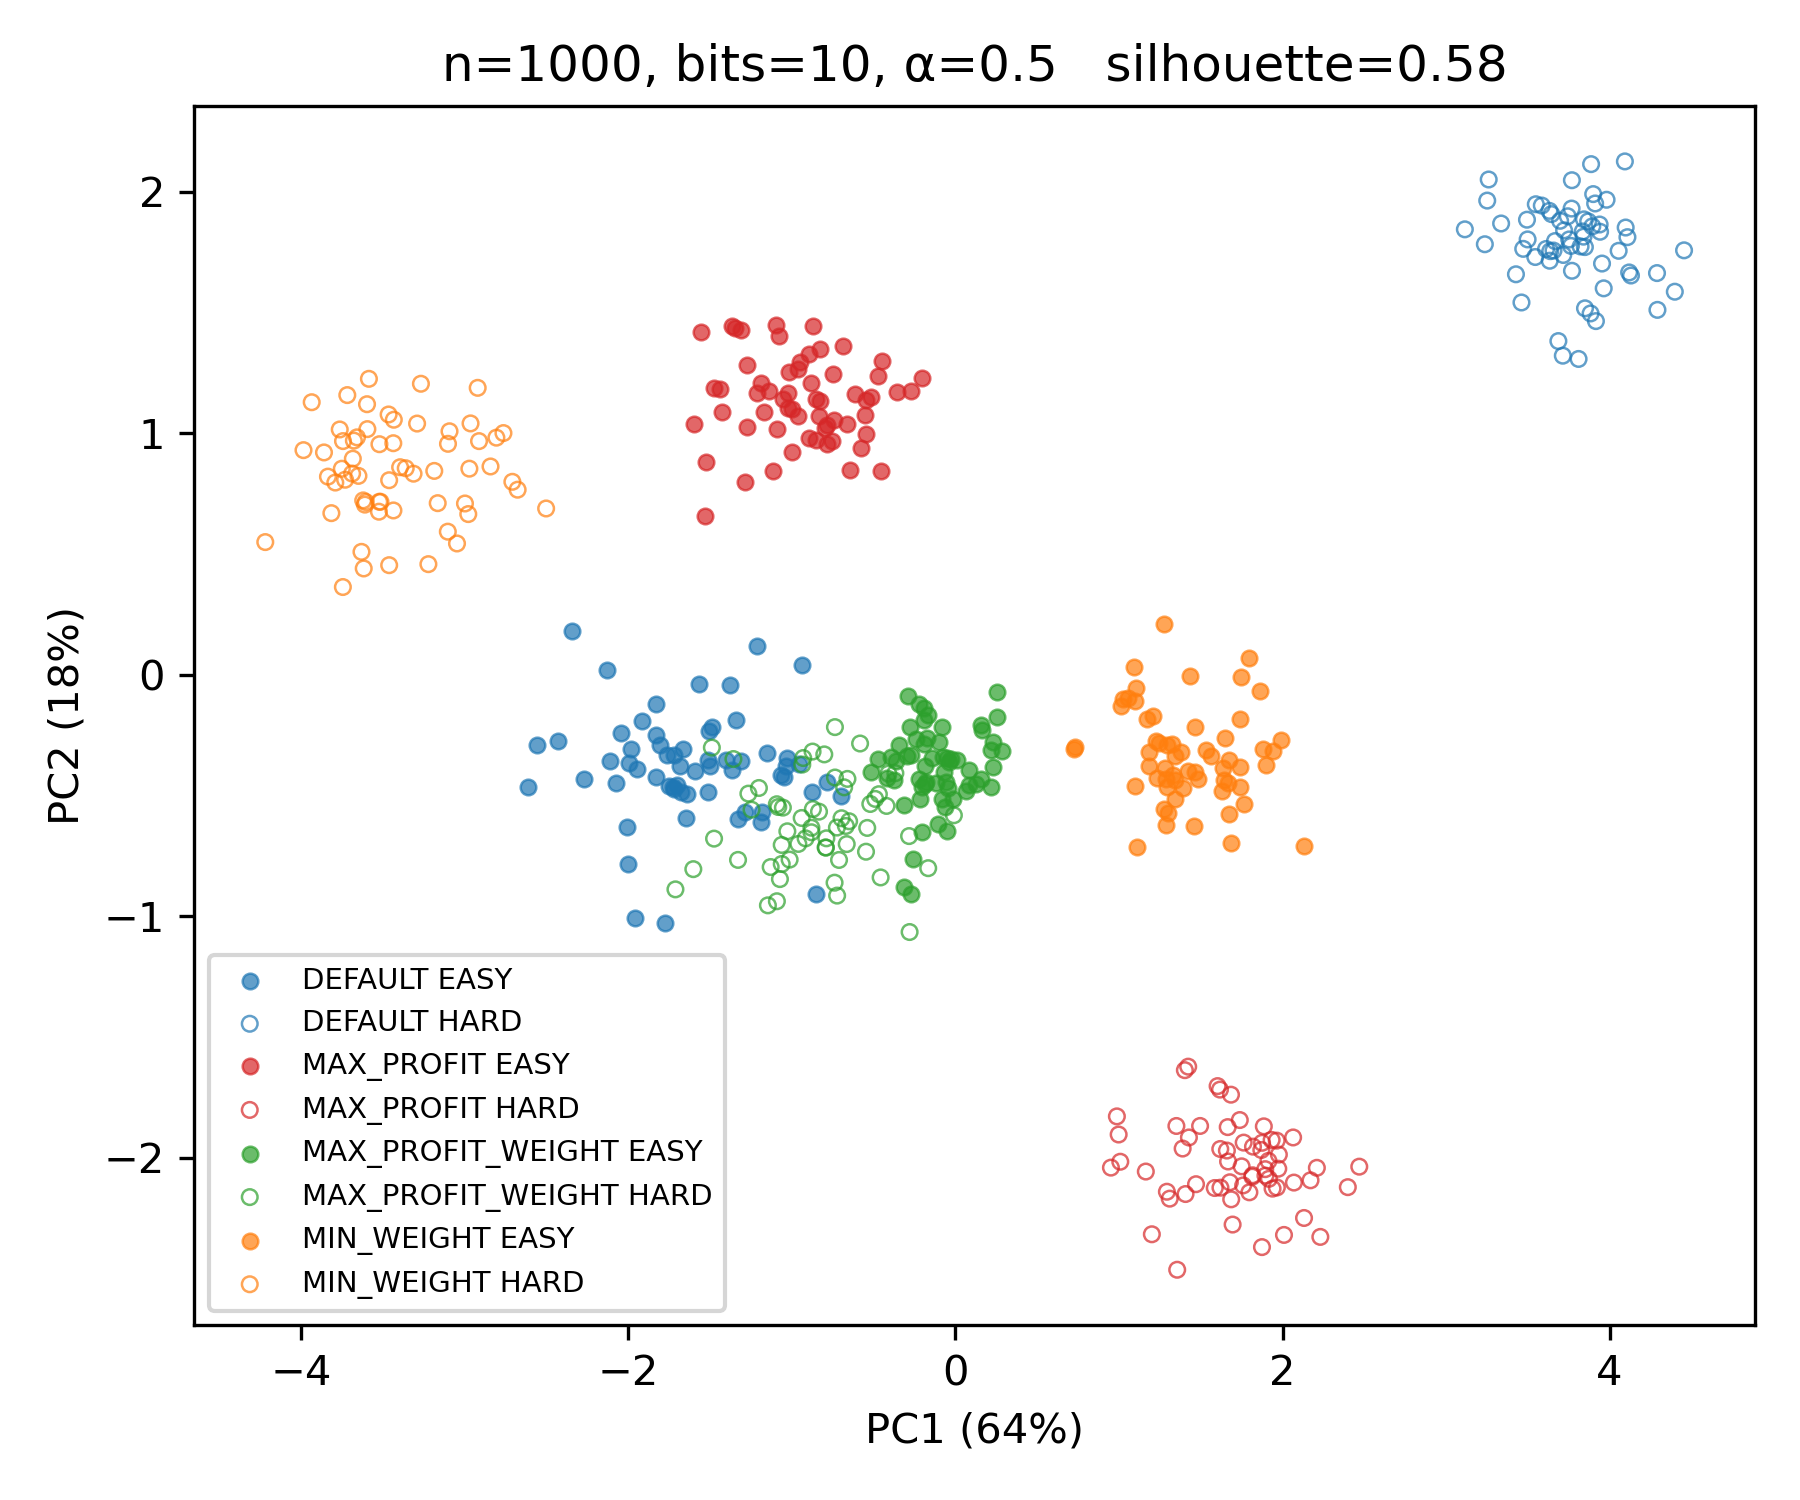 n=1000, bits=10, α=0.5   silhouette=0.58
PC2 (18%)
2
1
0
−1
−2
DEFAULT EASY
DEFAULT HARD
MAX_PROFIT EASY
MAX_PROFIT HARD
MAX_PROFIT_WEIGHT EASY
MAX_PROFIT_WEIGHT HARD
MIN_WEIGHT EASY
MIN_WEIGHT HARD
−4 −2 0 2 4
PC1 (64%)